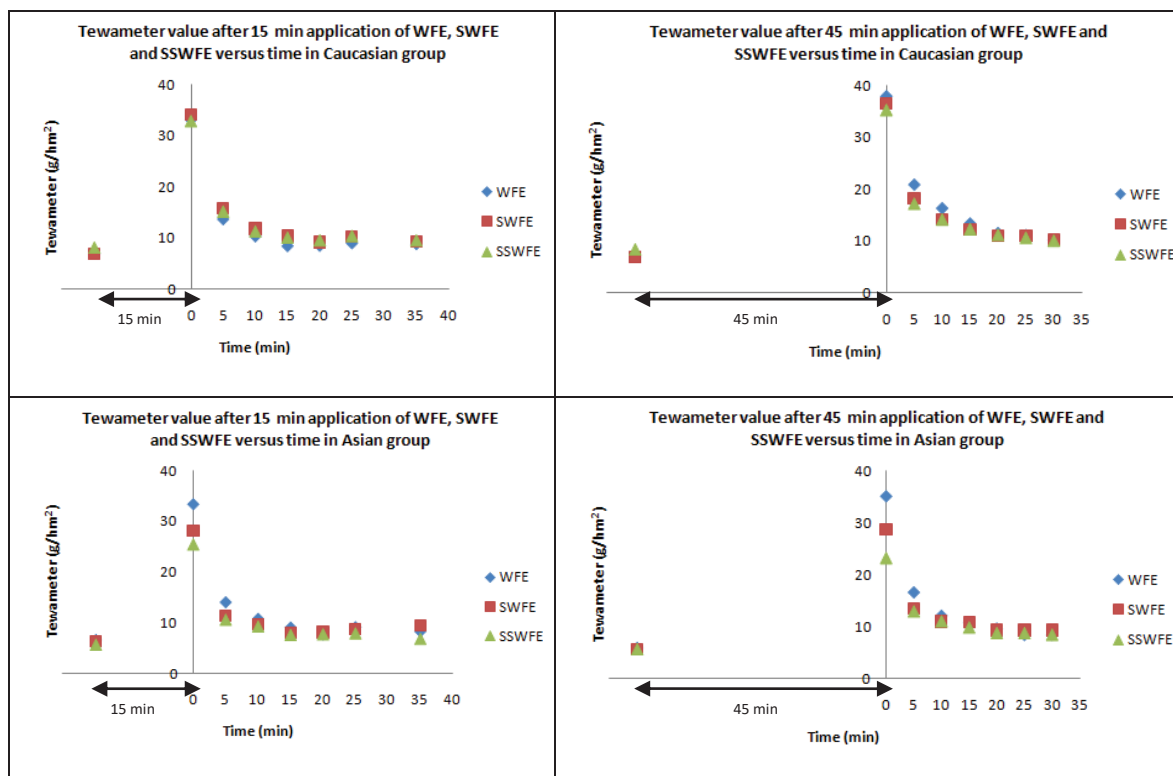 Tewameter value after 15 min application of WFE, SWFE
and SSWFE versus time in Caucasian group
Tewameter (g/hm²)
40
30
20
10
0
WFE
SWFE
SSWFE
15 min
0 5 10 15 20 25 30 35 40
Time (min)
Tewameter value after 45 min application of WFE, SWFE and
SSWFE versus time in Caucasian group
Tewameter (g/hm²)
40
30
20
10
0
WFE
SWFE
SSWFE
45 min
0 5 10 15 20 25 30 35
Time (min)
Tewameter value after 15 min application of WFE, SWFE
and SSWFE versus time in Asian group
Tewameter (g/hm²)
40
30
20
10
0
WFE
SWFE
SSWFE
15 min
0 5 10 15 20 25 30 35 40
Time (min)
Tewameter value after 45 min application of WFE, SWFE and
SSWFE versus time in Asian group
Tewameter (g/hm²)
40
30
20
10
0
WFE
SWFE
SSWFE
45 min
0 5 10 15 20 25 30 35
Time (min)